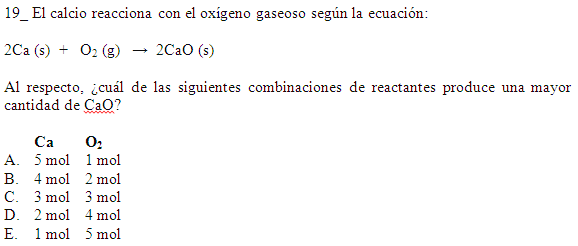 19_ El calcio reacciona con el oxígeno gaseoso según la ecuación:
2Ca (s) + O₂ (g) → 2CaO (s)
Al respecto, ¿cuál de las siguientes combinaciones de reactantes produce una mayor
cantidad de CaO?
Ca O₂
A. 5 mol 1 mol
B. 4 mol 2 mol
C. 3 mol 3 mol
D. 2 mol 4 mol
E. 1 mol 5 mol